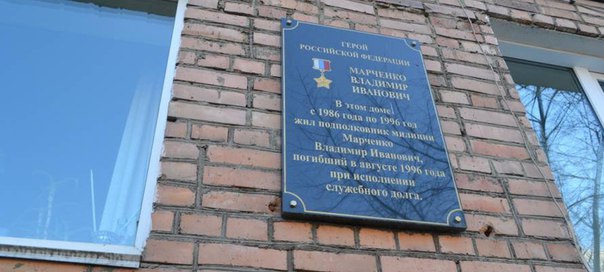 ГЕРОЙ
РОССИЙСКОЙ ФЕДЕРАЦИИ
МАРЧЕНКО
ВЛАДИМИР
ИВАНОВИЧ
В этом доме
с 1986 года по 1996 год
жил подполковник милиции
Марченко
Владимир Иванович,
погибший в августе 1996 года
при исполнении
служебного долга.